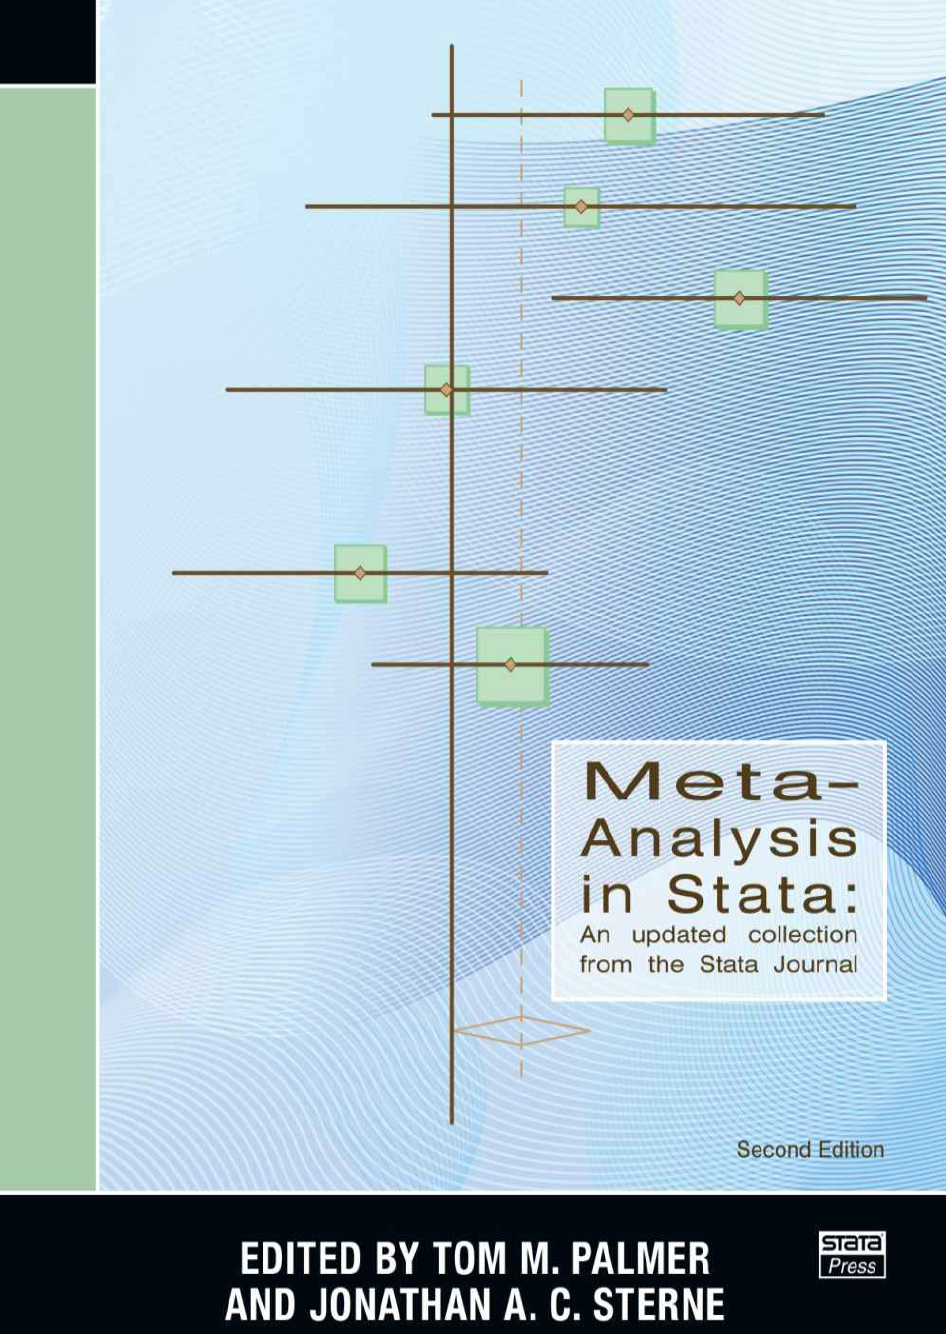 Meta-
Analysis
in Stata:
An updated collection
from the Stata Journal
Second Edition
EDITED BY TOM M. PALMER
AND JONATHAN A. C. STERNE
STATA
Press